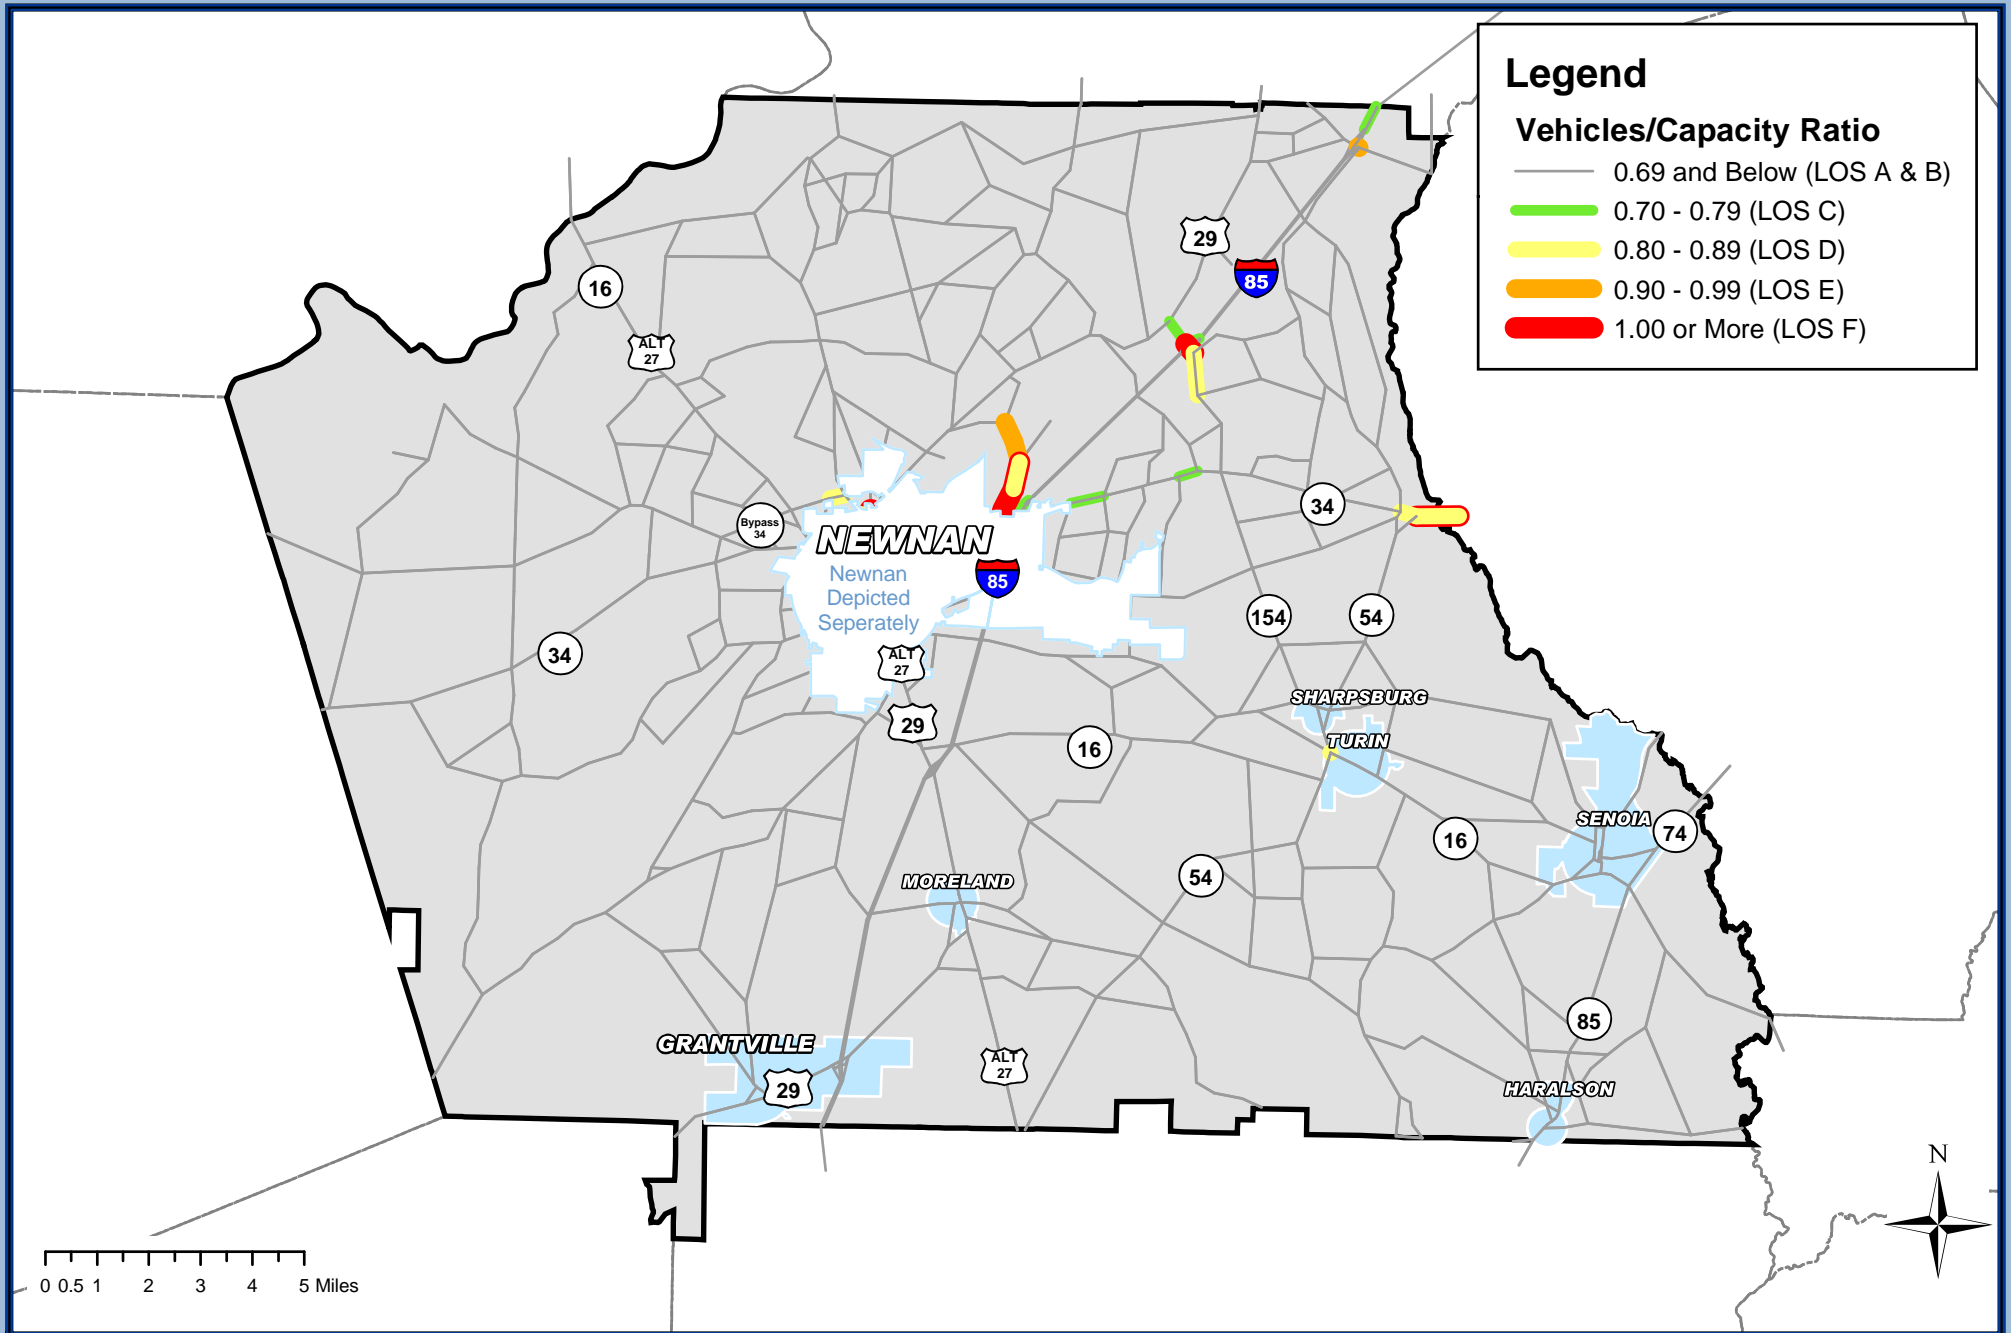 Legend
Vehicles/Capacity Ratio
0.69 and Below (LOS A & B)
0.70 - 0.79 (LOS C)
0.80 - 0.89 (LOS D)
0.90 - 0.99 (LOS E)
1.00 or More (LOS F)
29
85
16
ALT
27
34
Bypass
34
NEWNAN
85
Newnan
Depicted
Seperately
154
54
34
ALT
27
29
16
SHARPSBURG
TURIN
SENOIA
74
16
54
MORELAND
85
GRANTVILLE
29
ALT
27
HARALSON
N
0 0.5 1 2 3 4 5 Miles